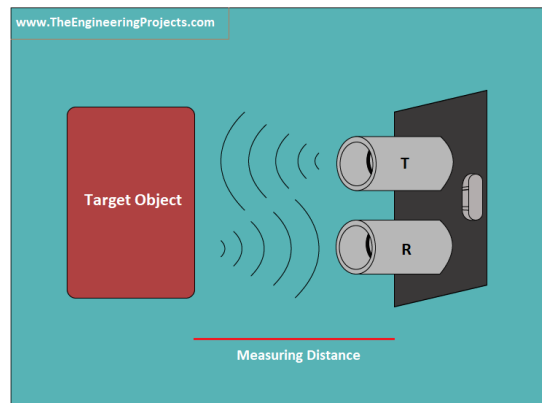 www.TheEngineeringProjects.com
Target Object
T
R
Measuring Distance